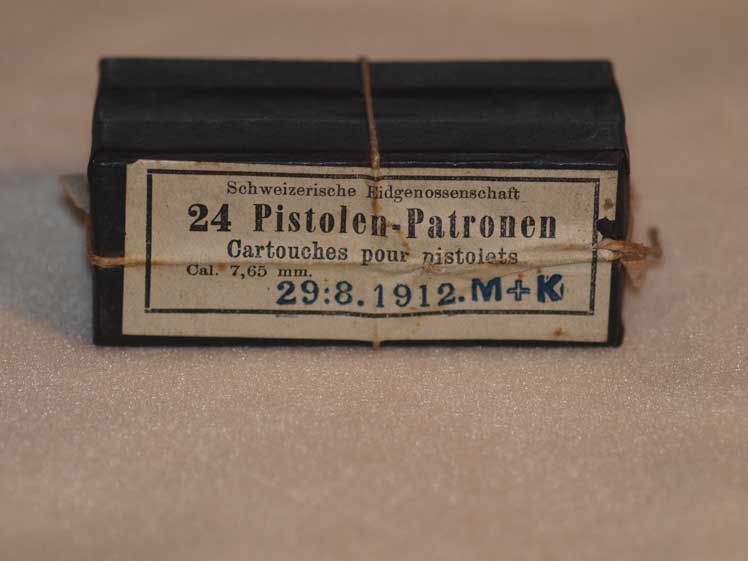 Schweizerische Eidgenossenschaft
24 Pistolen-Patronen
Cartouches pour pistolets
Cal. 7,65 mm.
29:8.1912.M+K